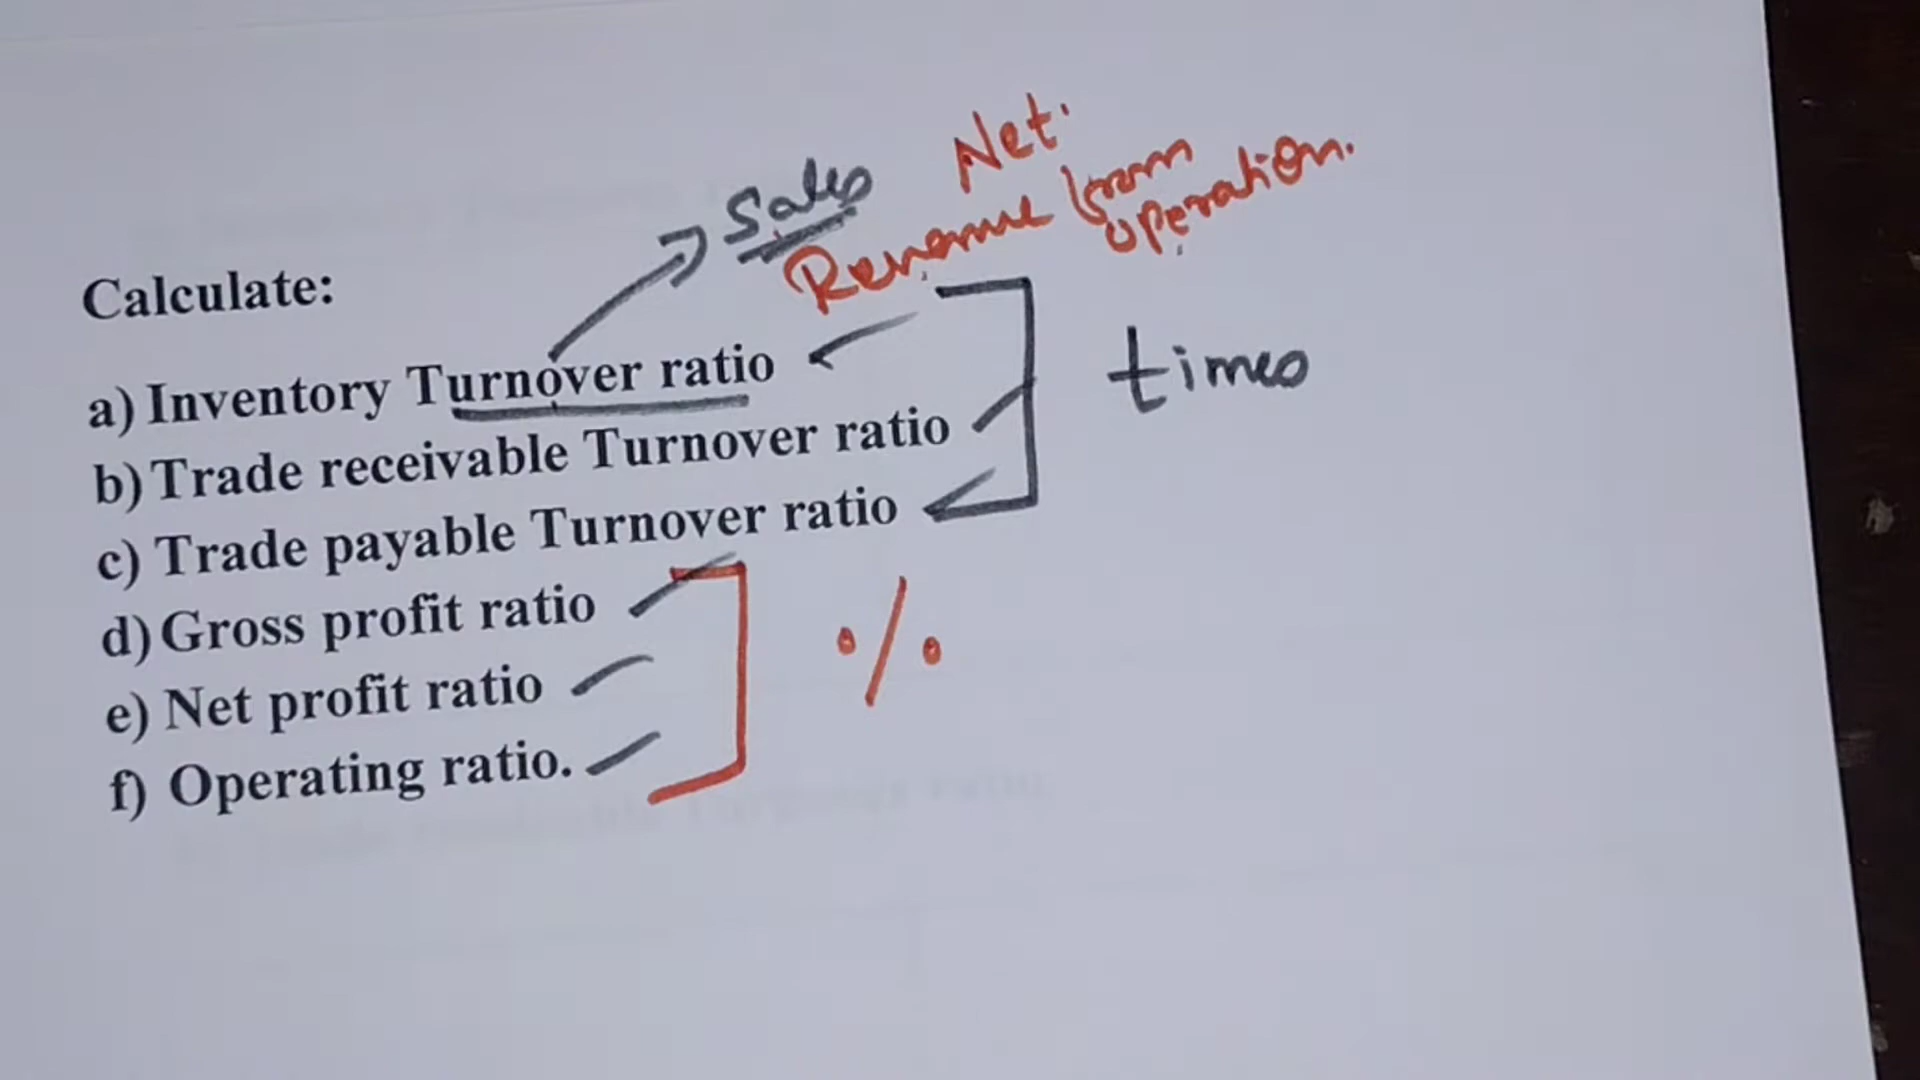 Net.
Sales
Revenue from operation.
Calculate:
a) Inventory Turnover ratio
times
b) Trade receivable Turnover ratio
c) Trade payable Turnover ratio
d) Gross profit ratio
%
e) Net profit ratio
f) Operating ratio.